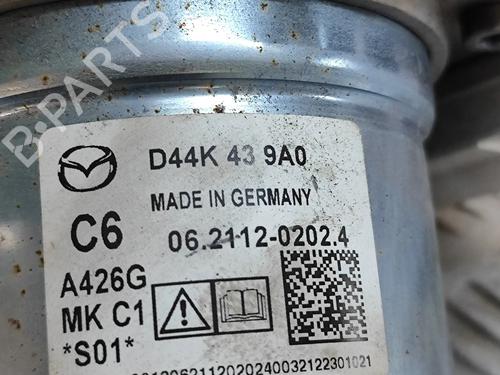 B-PARTS
D44K 43 9A0
MADE IN GERMANY
C6 06.2112-0202.4
A426G
MK C1
*S01*